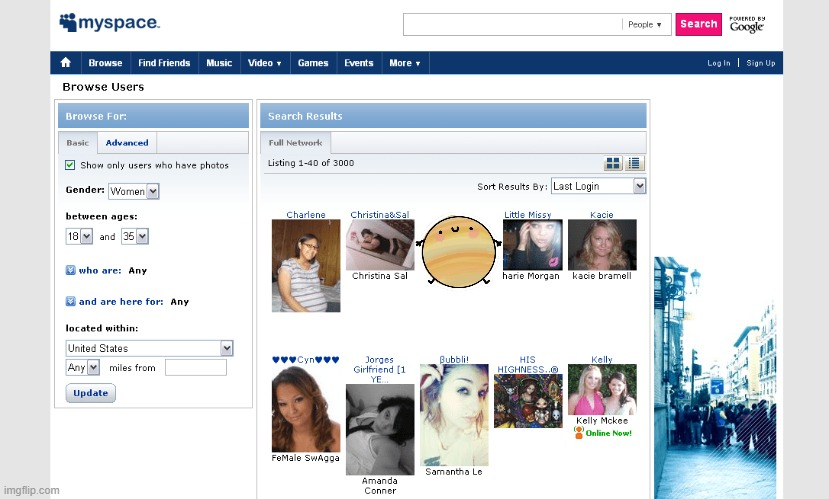 myspace.
People
Search
POWERED BY
Google
Browse
Find Friends
Music
Video
Games
Events
More
Log In | Sign Up
Browse Users
Browse For:
Basic
Advanced
Show only users who have photos
Gender: Women
between ages:
18 and 35
who are: Any
and are here for: Any
located within:
United States
Any miles from
Update
Search Results
Full Network
Listing 1-40 of 3000
Sort Results By: Last Login
Charlene
Christina&Sal
Christina Sal
Little Missy
harie Morgan
Kacie
kacie bramell
♥♥♥Cyn♥♥♥
FeMale SwAgga
Jorges
Girlfriend [1
YE...
Amanda
Conner
Bubbli!
Samantha Le
HIS
HIGHNESS..®
Kelly
Kelly Mckee
Online Now!
imgflip.com